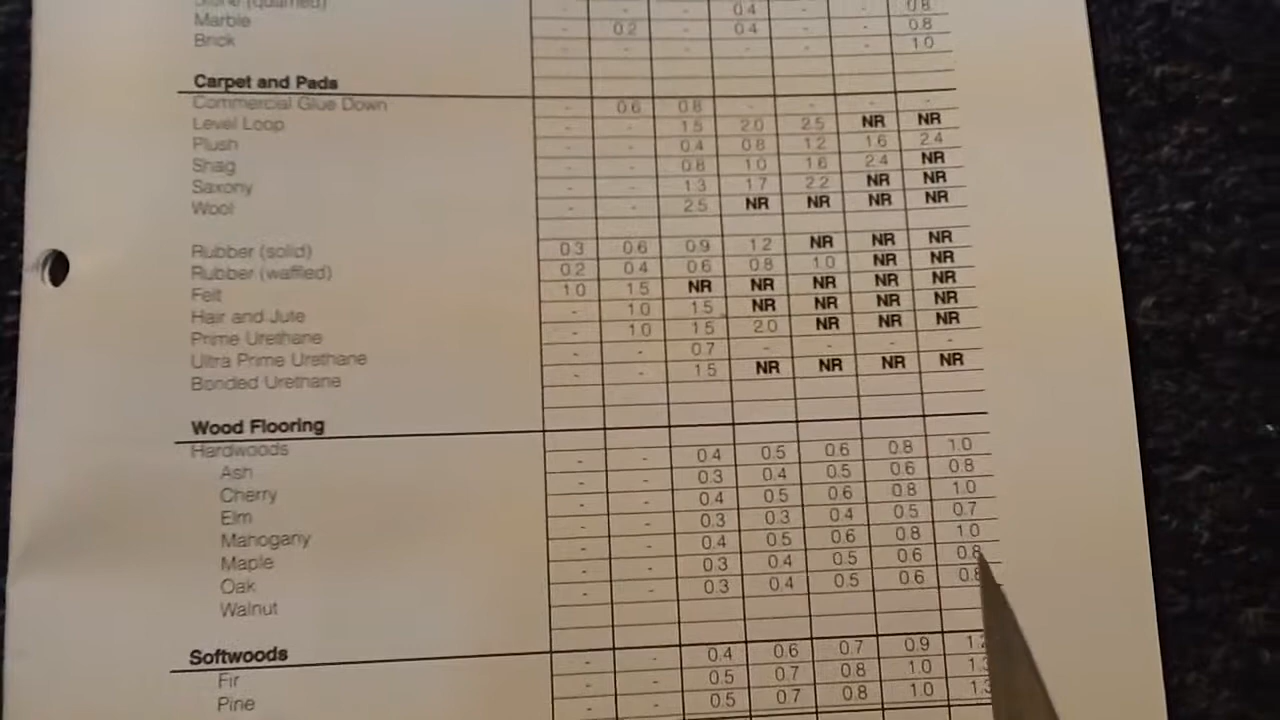 - - - 0.4 - - 0.8
Marble - 0.2 - 0.4 - - 0.8
Brick - - - - - - 1.0
Carpet and Pads
Commercial Glue Down - 0.6 0.8 - - - -
Level Loop - - 1.5 2.0 2.5 NR NR
Plush - - 0.4 0.8 1.2 1.6 2.4
Shag - - 0.8 1.0 1.6 2.4 NR
Saxony - - 1.3 1.7 2.2 NR NR
Wool - - 2.5 NR NR NR NR
Rubber (solid) 0.3 0.6 0.9 1.2 NR NR NR
Rubber (waffled) 0.2 0.4 0.6 0.8 1.0 NR NR
Felt 1.0 1.5 NR NR NR NR NR
Hair and Jute - 1.0 1.5 NR NR NR NR
Prime Urethane - 1.0 1.5 2.0 NR NR NR
Ultra Prime Urethane - - 0.7 - - - -
Bonded Urethane - - 1.5 NR NR NR NR
Wood Flooring
Hardwoods
Ash - - 0.4 0.5 0.6 0.8 1.0
Cherry - - 0.3 0.4 0.5 0.6 0.8
Elm - - 0.4 0.5 0.6 0.8 1.0
Mahogany - - 0.3 0.3 0.4 0.5 0.7
Maple - - 0.4 0.5 0.6 0.8 1.0
Oak - - 0.3 0.4 0.5 0.6 0.8
Walnut - - 0.3 0.4 0.5 0.6 0.8
Softwoods
Fir - - 0.4 0.6 0.7 0.9
Pine - - 0.5 0.7 0.8 1.0
- - 0.5 0.7 0.8 1.0